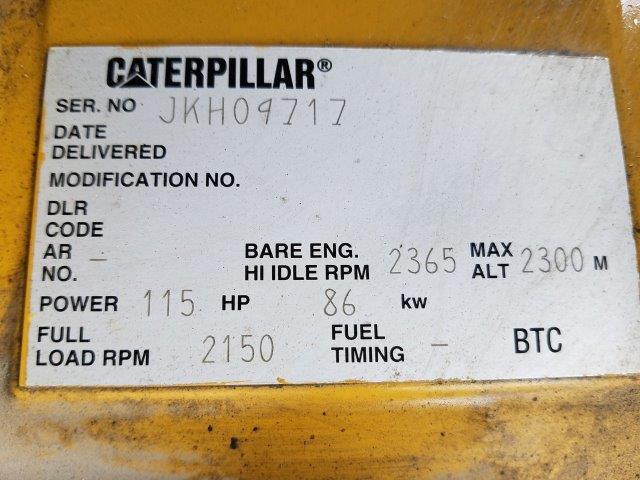 CATERPILLAR®
SER. NO JKH09717
DATE
DELIVERED
MODIFICATION NO.
DLR
CODE
AR
NO. –
BARE ENG.
HI IDLE RPM 2365
MAX
ALT 2300 M
POWER 115 HP 86 kw
FULL
LOAD RPM 2150
FUEL
TIMING – BTC